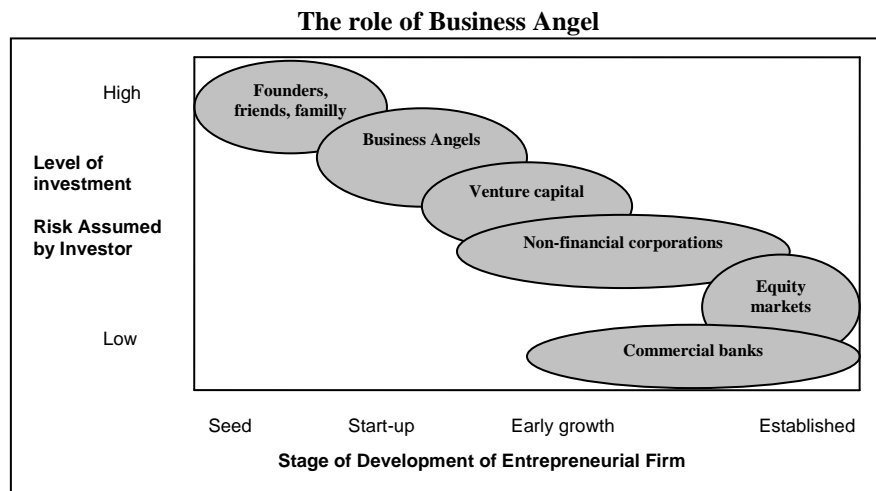 The role of Business Angel
High
Founders,
friends, familly
Business Angels
Level of
investment
Venture capital
Risk Assumed
by Investor
Non-financial corporations
Equity
markets
Low
Commercial banks
Seed
Start-up
Early growth
Established
Stage of Development of Entrepreneurial Firm